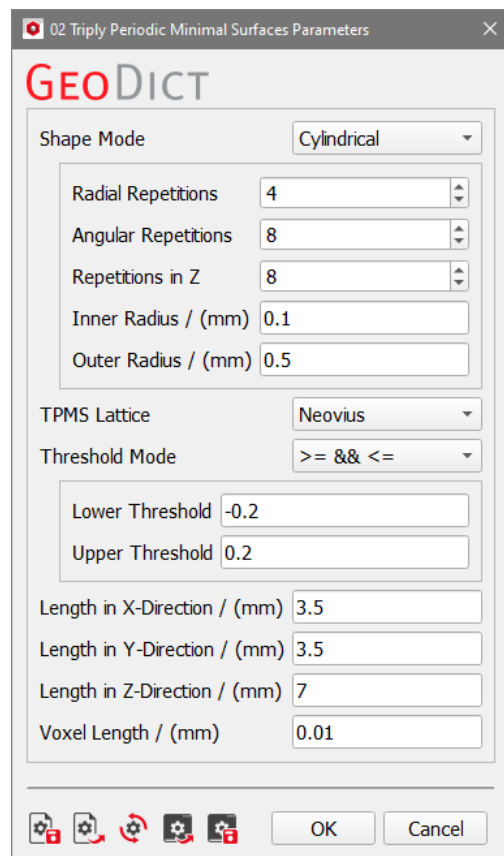 02 Triply Periodic Minimal Surfaces Parameters
GEODICT
Shape Mode Cylindrical
Radial Repetitions 4
Angular Repetitions 8
Repetitions in Z 8
Inner Radius / (mm) 0.1
Outer Radius / (mm) 0.5
TPMS Lattice Neovius
Threshold Mode >= && <=
Lower Threshold -0.2
Upper Threshold 0.2
Length in X-Direction / (mm) 3.5
Length in Y-Direction / (mm) 3.5
Length in Z-Direction / (mm) 7
Voxel Length / (mm) 0.01
OK Cancel